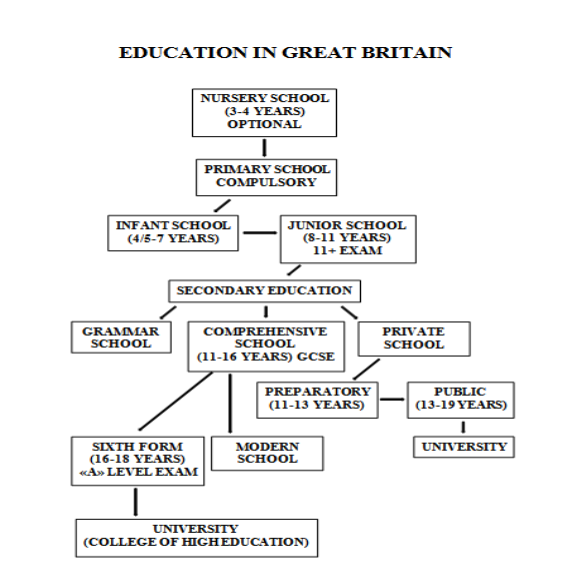 EDUCATION IN GREAT BRITAIN
NURSERY SCHOOL
(3-4 YEARS)
OPTIONAL
PRIMARY SCHOOL
COMPULSORY
INFANT SCHOOL
(4/5-7 YEARS)
JUNIOR SCHOOL
(8-11 YEARS)
11+ EXAM
SECONDARY EDUCATION
GRAMMAR
SCHOOL
COMPREHENSIVE
SCHOOL
(11-16 YEARS) GCSE
PRIVATE
SCHOOL
PREPARATORY
(11-13 YEARS)
PUBLIC
(13-19 YEARS)
SIXTH FORM
(16-18 YEARS)
«A» LEVEL EXAM
MODERN
SCHOOL
UNIVERSITY
UNIVERSITY
(COLLEGE OF HIGH EDUCATION)